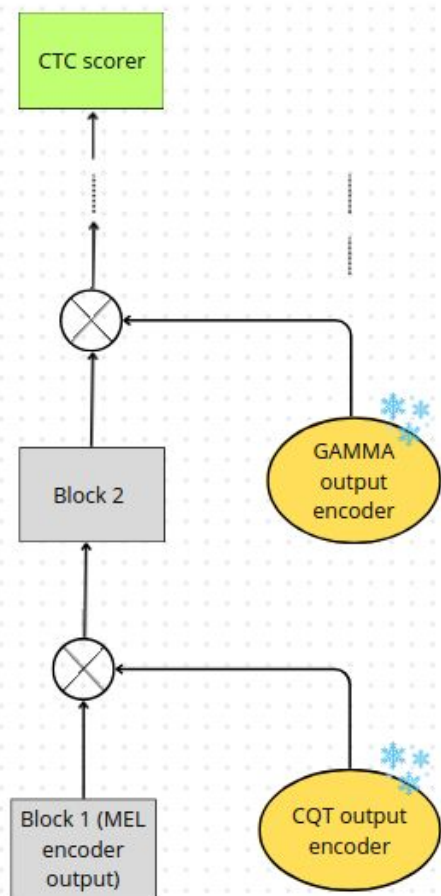 CTC scorer
GAMMA
output
encoder
Block 2
CQT output
encoder
Block 1 (MEL
encoder
output)